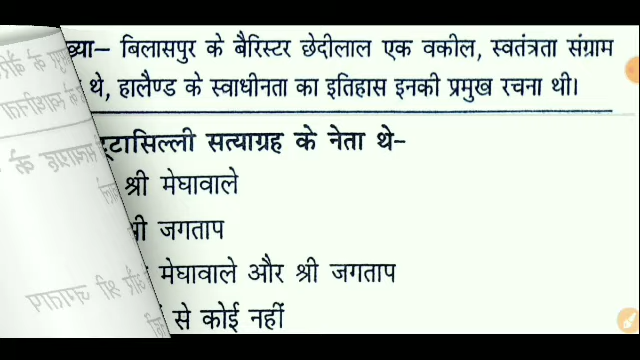 व्या– बिलासपुर के बैरिस्टर छेदीलाल एक वकील, स्वतंत्रता संग्राम
थे, हालैण्ड के स्वाधीनता का इतिहास इनकी प्रमुख रचना थी।
टासिल्ली सत्याग्रह के नेता थे–
श्री मेघावाले
जगताप
मेघावाले और श्री जगताप
से कोई नहीं